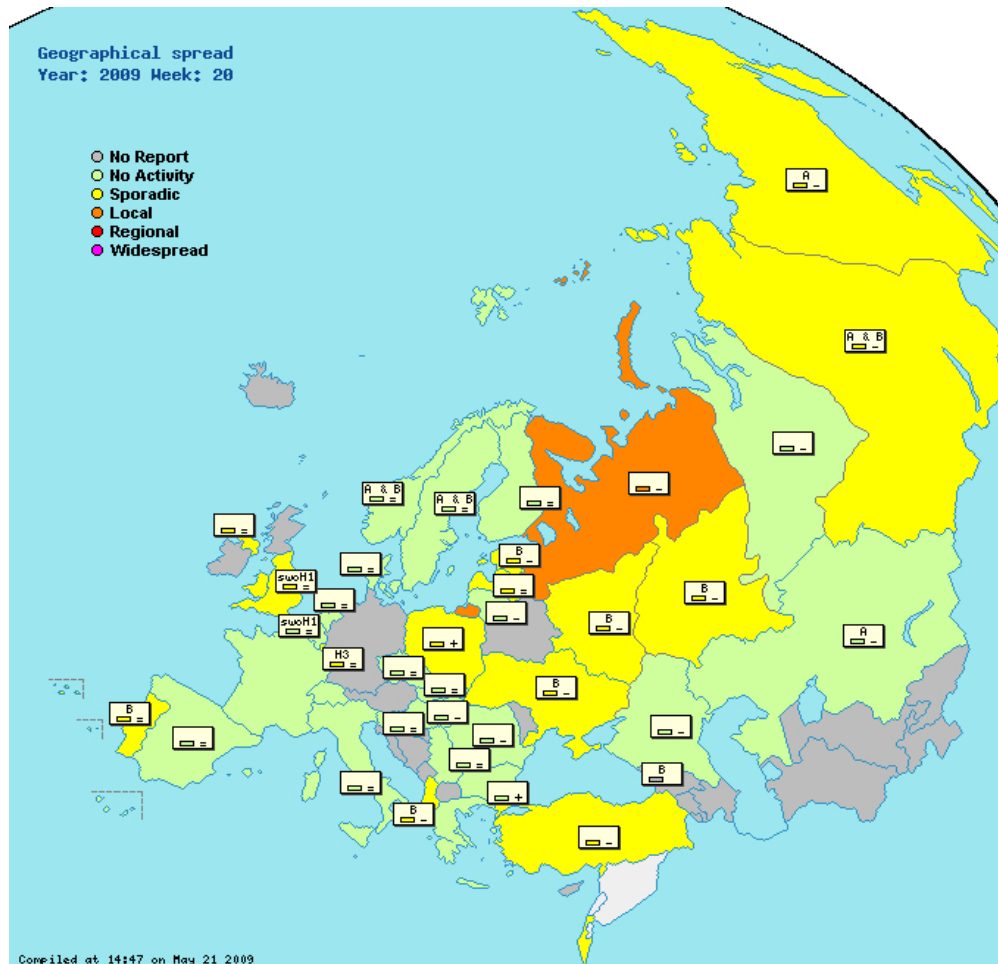 Geographical spread
Year: 2009 Week: 20
No Report
No Activity
Sporadic
Local
Regional
Widespread
A
-
A & B
-
-
-
A & B
=
A & B
=
=
=
B
-
=
swoH1
=
=
=
-
B
-
B
-
swoH1
=
A
-
+
H3
=
=
=
B
-
B
=
=
-
=
-
-
=
B
=
+
B
-
-
Compiled at 14:47 on May 21 2009